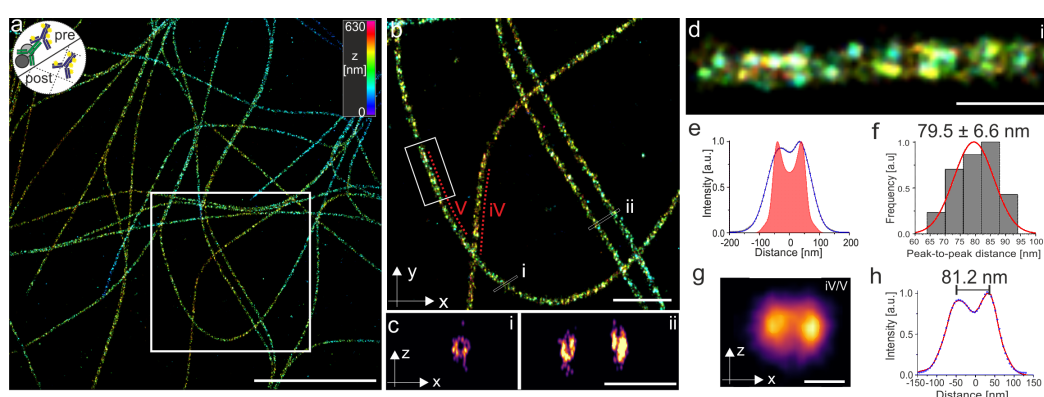 a
pre
post
630
z
[nm]
0
b
V
iV
ii
i
y
x
c
i
ii
z
x
d
i
e
Intensity [a.u.]
1.0
0.5
0.0
-200 -100 0 100 200
Distance [nm]
f
79.5 ± 6.6 nm
Frequency [a.u]
1.0
0.5
0.0
60 65 70 75 80 85 90 95 100
Peak-to-peak distance [nm]
g
iV/V
z
x
h
81.2 nm
Intensity [a.u.]
1.0
0.5
0.0
-150 -100 -50 0 50 100 150
Distance [nm]